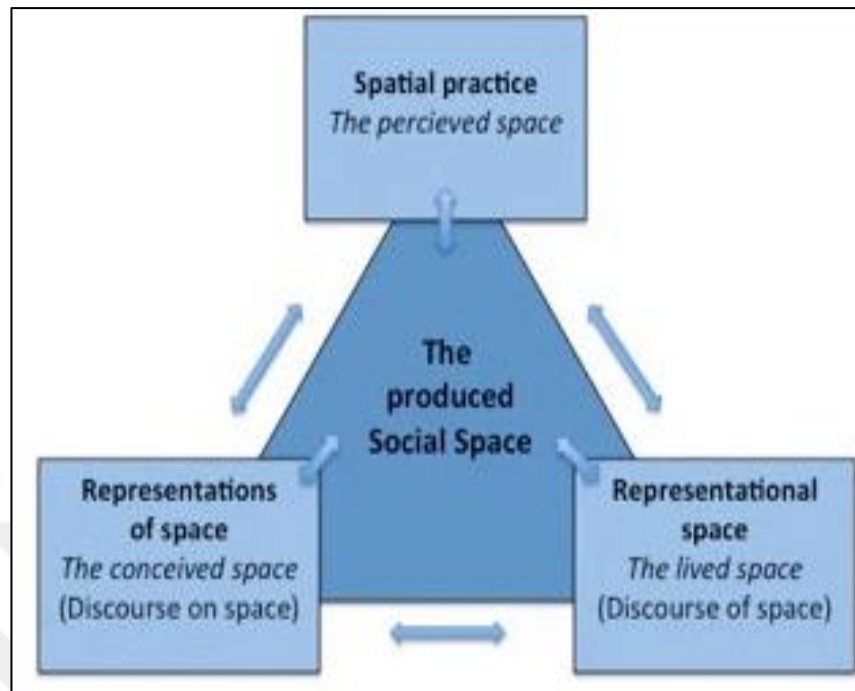 Spatial practice
The percieved space
The
produced
Social Space
Representations
of space
The conceived space
(Discourse on space)
Representational
space
The lived space
(Discourse of space)